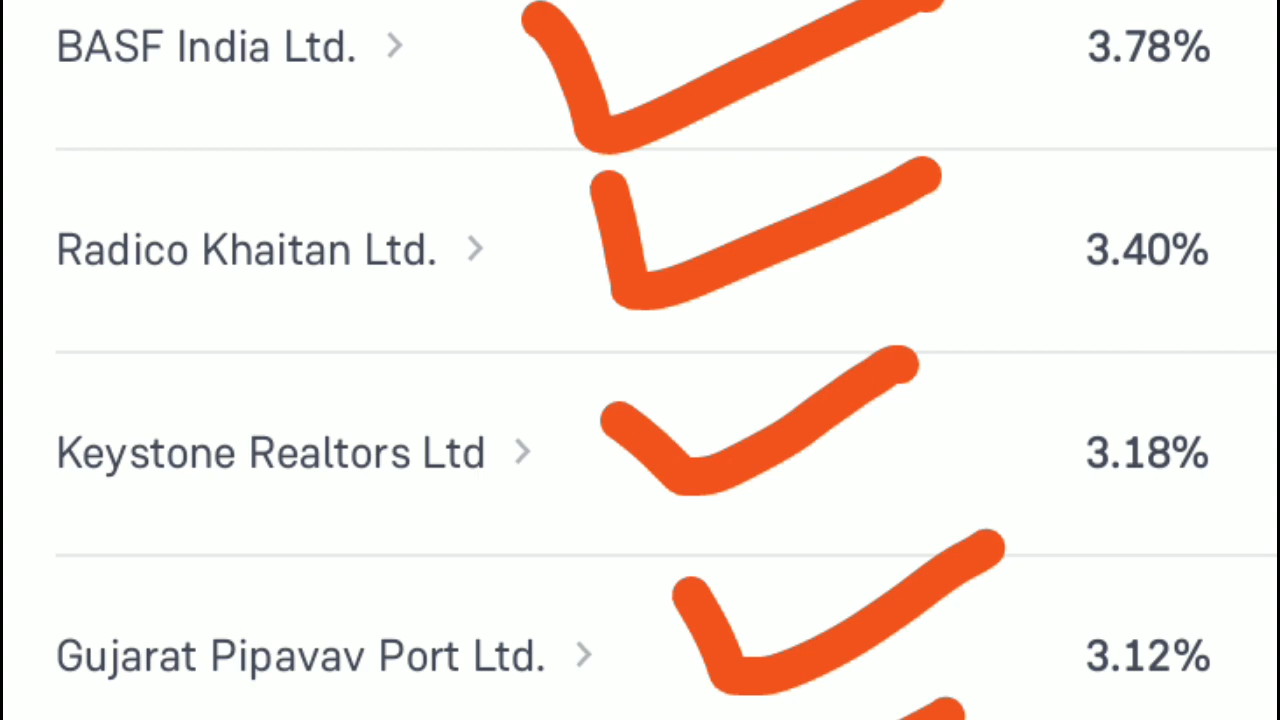 BASF India Ltd. > 3.78%
Radico Khaitan Ltd. > 3.40%
Keystone Realtors Ltd > 3.18%
Gujarat Pipavav Port Ltd. > 3.12%